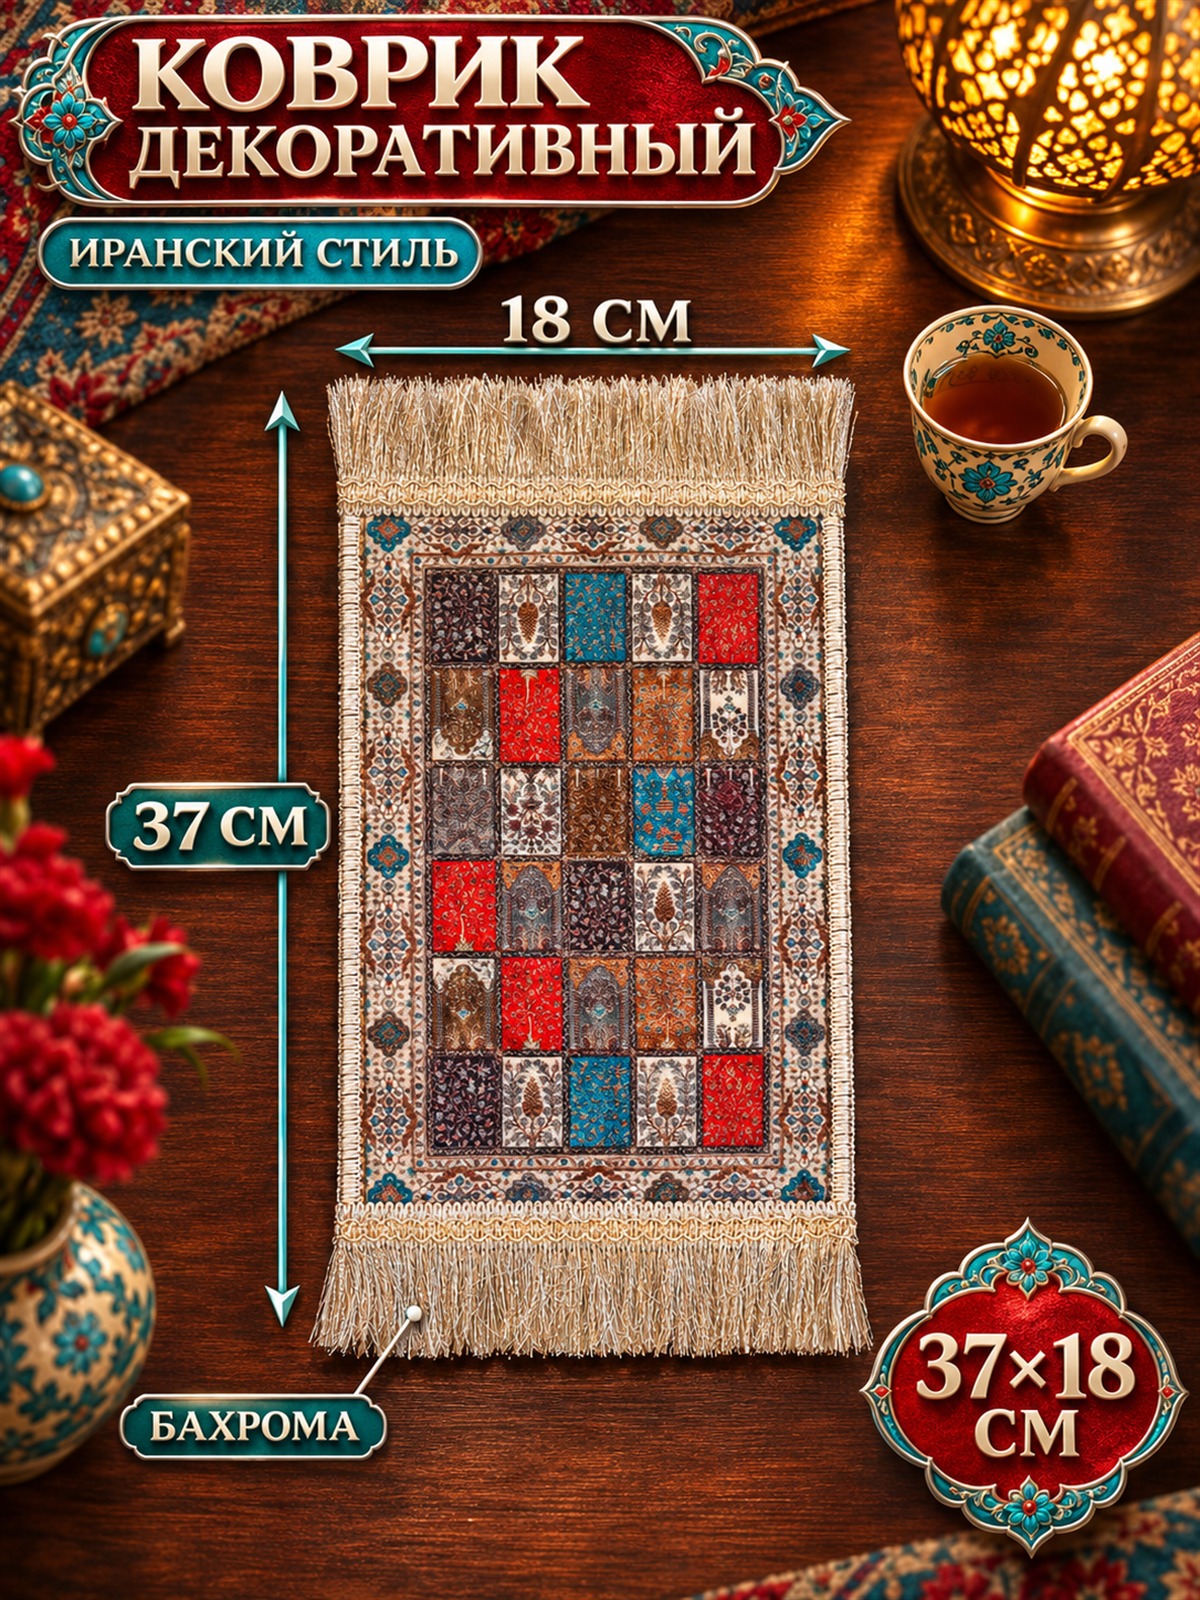 КОВРИК
ДЕКОРАТИВНЫЙ
ИРАНСКИЙ СТИЛЬ
18 СМ
37 СМ
БАХРОМА
37×18
СМ